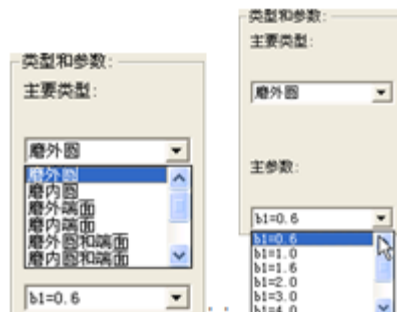 类型和参数:
主要类型:
磨外圆
磨外圆
磨内圆
磨外端面
磨内端面
磨外圆和端面
磨内圆和端面
b1=0.6
类型和参数:
主要类型:
磨外圆
主参数:
b1=0.6
b1=0.6
b1=1.0
b1=1.6
b1=2.0
b1=3.0
b1=4.0